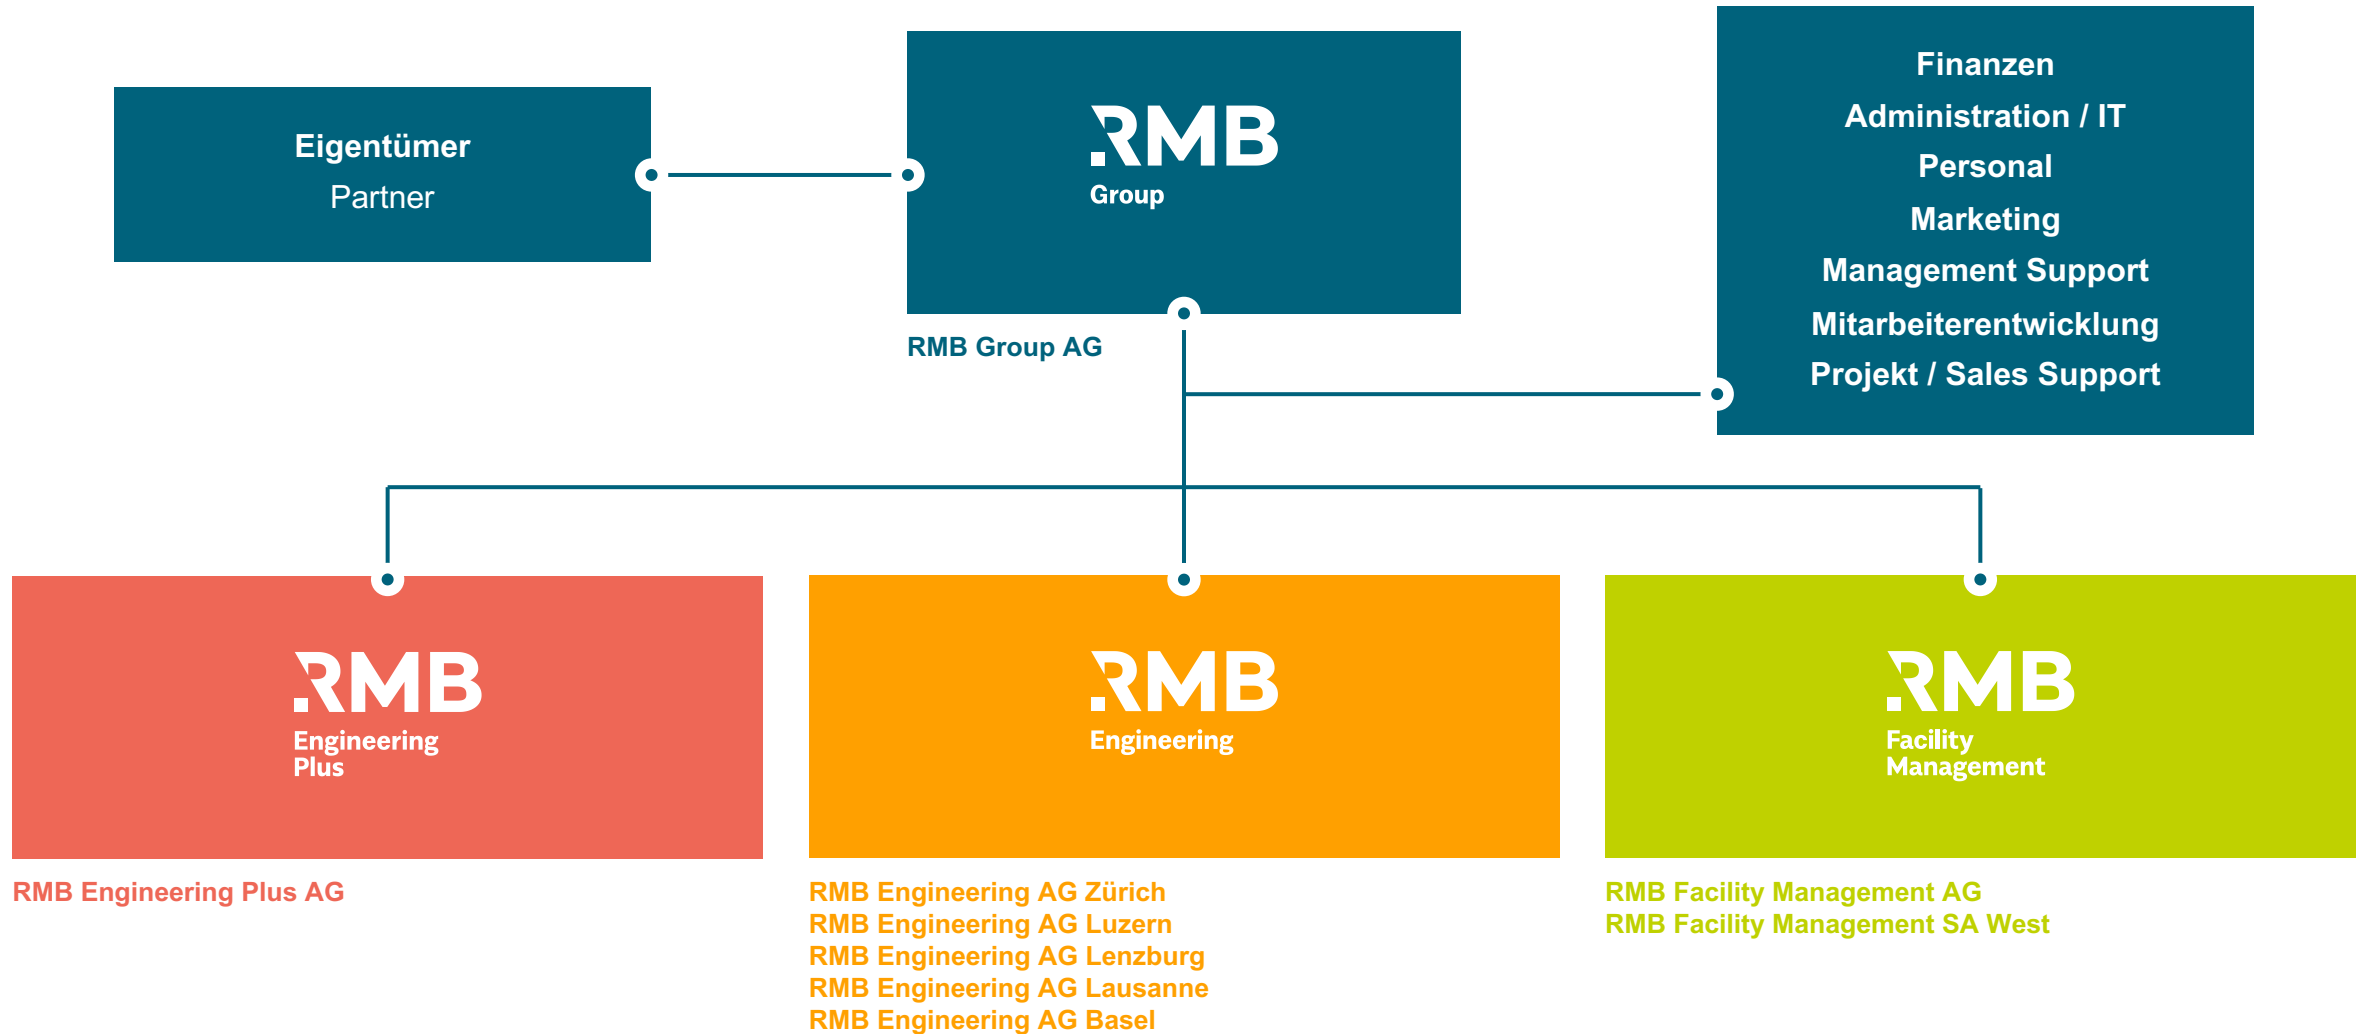 Eigentümer
Partner
RMB
Group
RMB Group AG
Finanzen
Administration / IT
Personal
Marketing
Management Support
Mitarbeiterentwicklung
Projekt / Sales Support
RMB
Engineering
Plus
RMB Engineering Plus AG
RMB
Engineering
RMB Engineering AG Zürich
RMB Engineering AG Luzern
RMB Engineering AG Lenzburg
RMB Engineering AG Lausanne
RMB Engineering AG Basel
RMB
Facility
Management
RMB Facility Management AG
RMB Facility Management SA West